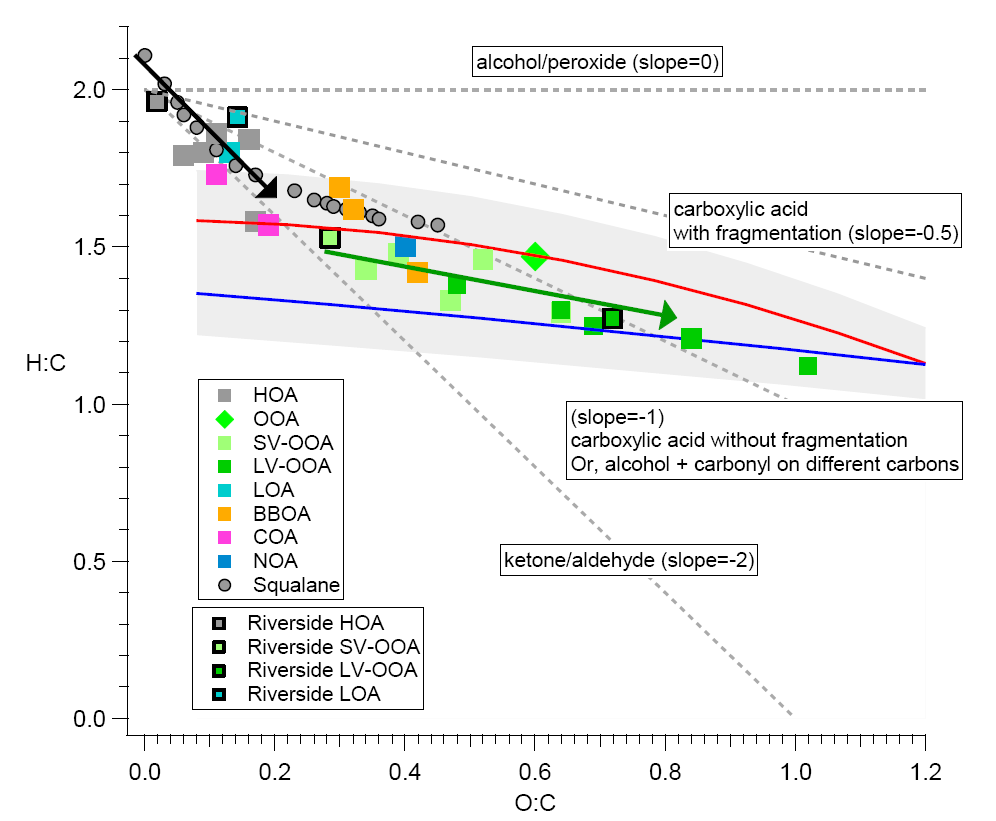 alcohol/peroxide (slope=0)
2.0
carboxylic acid
with fragmentation (slope=-0.5)
1.5
H:C
1.0
(slope=-1)
carboxylic acid without fragmentation
Or, alcohol + carbonyl on different carbons
HOA
OOA
SV-OOA
LV-OOA
LOA
BBOA
COA
NOA
Squalane
0.5
ketone/aldehyde (slope=-2)
Riverside HOA
Riverside SV-OOA
Riverside LV-OOA
Riverside LOA
0.0
0.0 0.2 0.4 0.6 0.8 1.0 1.2
O:C